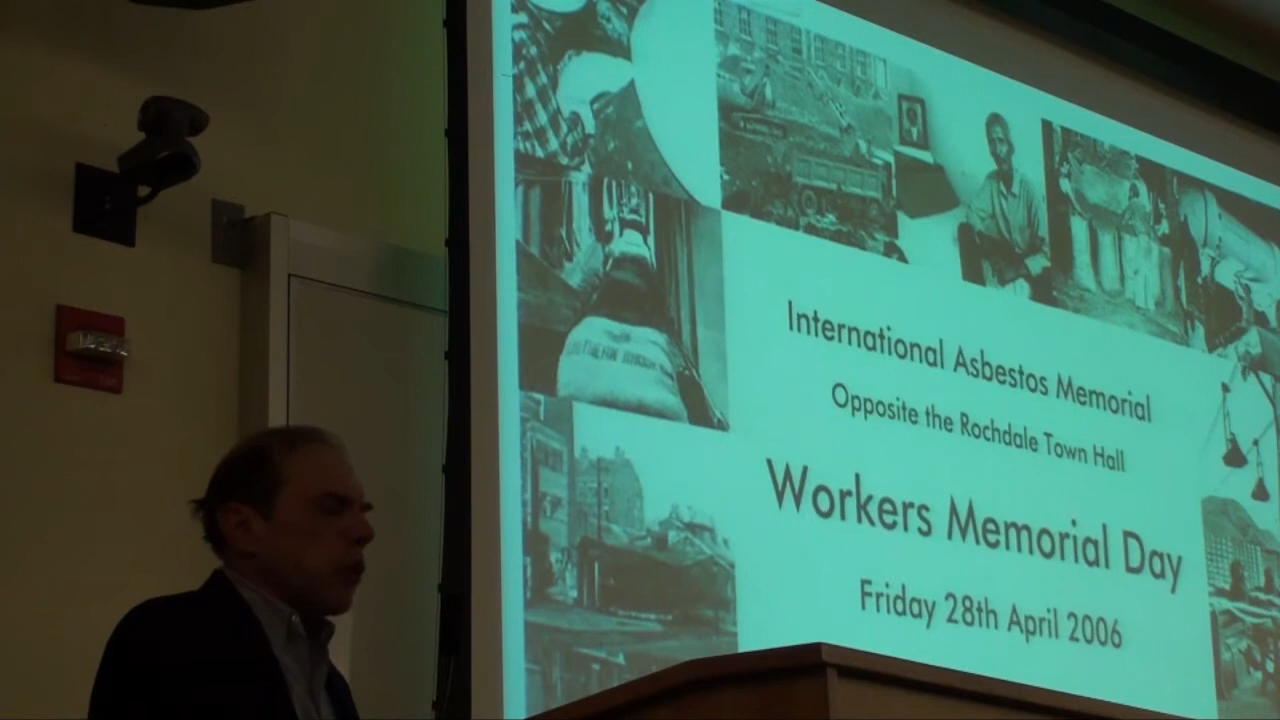 International Asbestos Memorial
Opposite the Rochdale Town Hall
Workers Memorial Day
Friday 28th April 2006